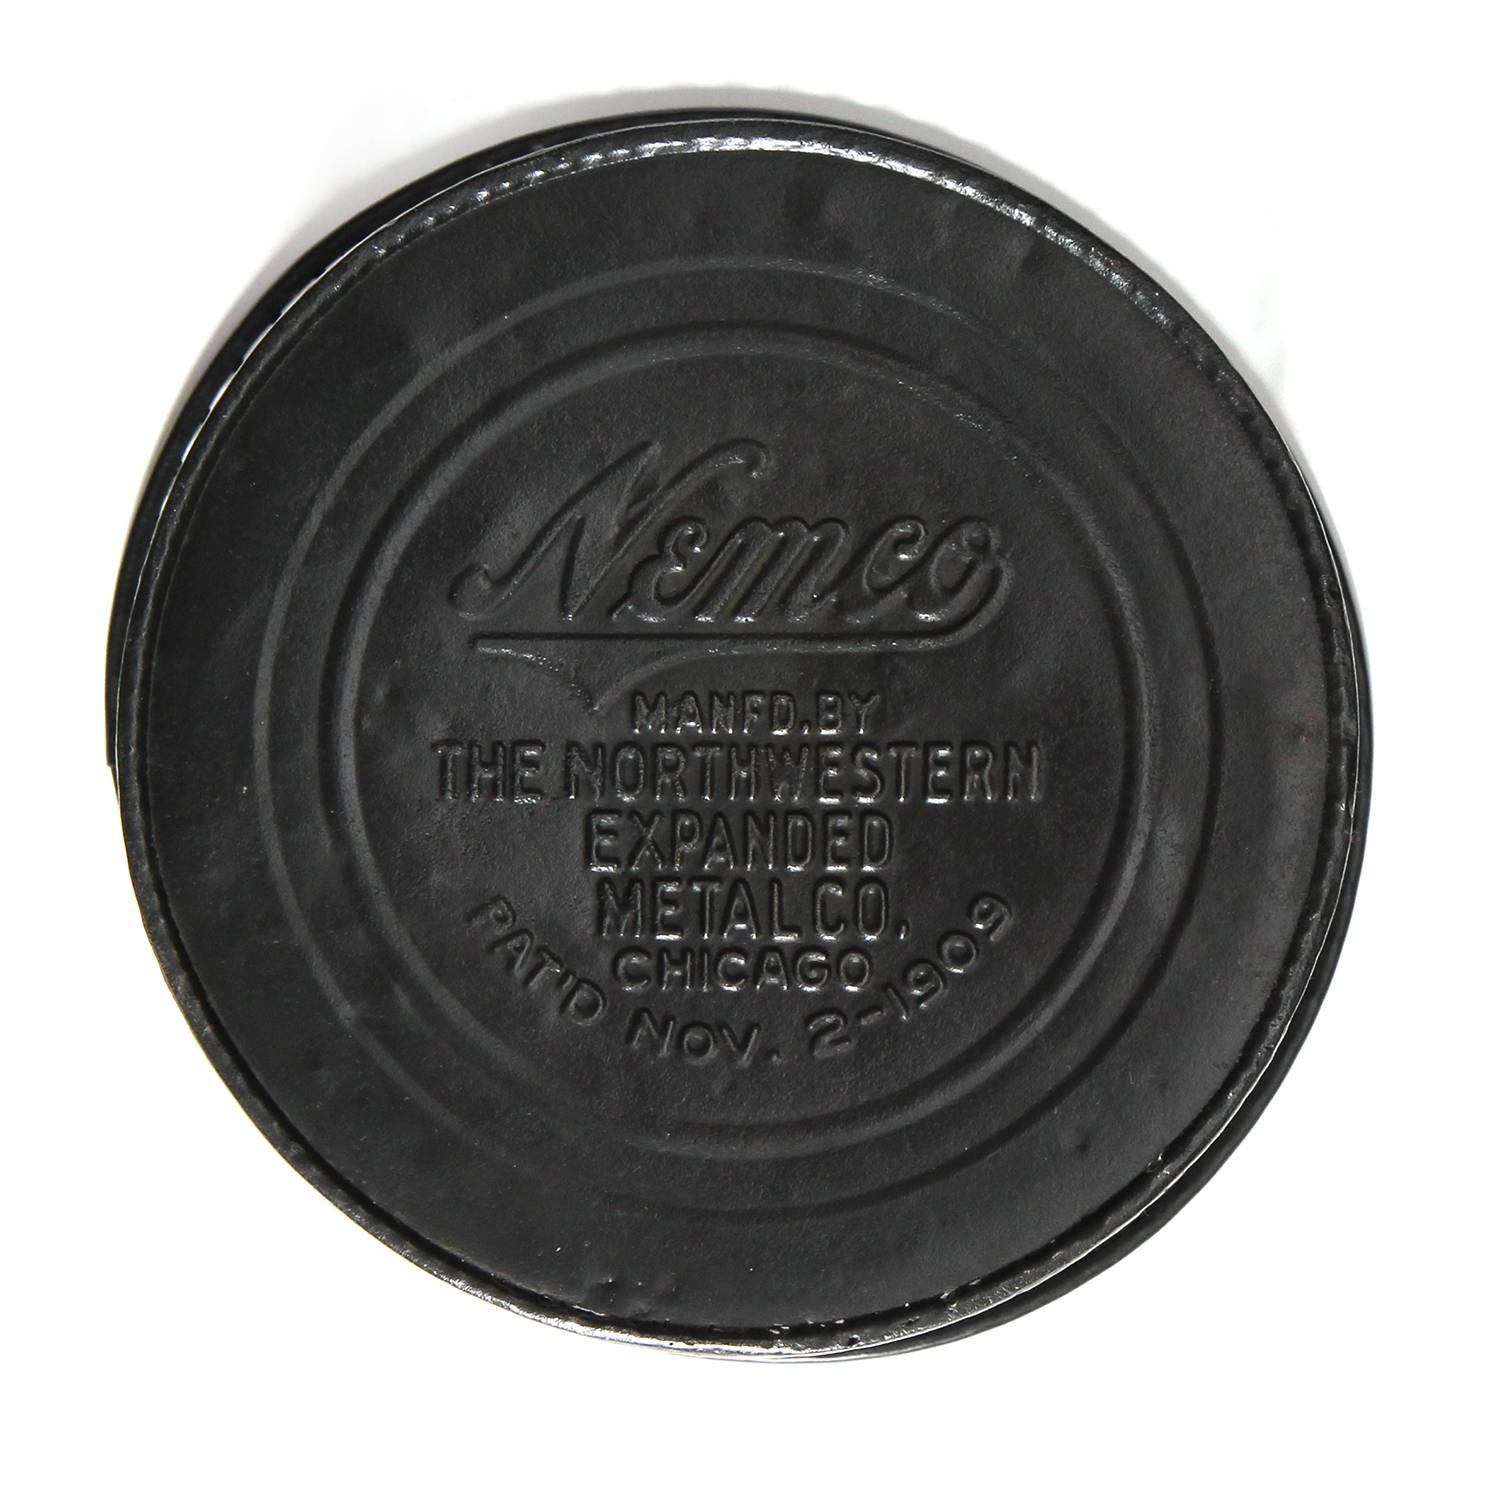 Nemco
MANFD. BY
THE NORTHWESTERN
EXPANDED
METAL CO.
CHICAGO
PAT'D NOV. 2-1909